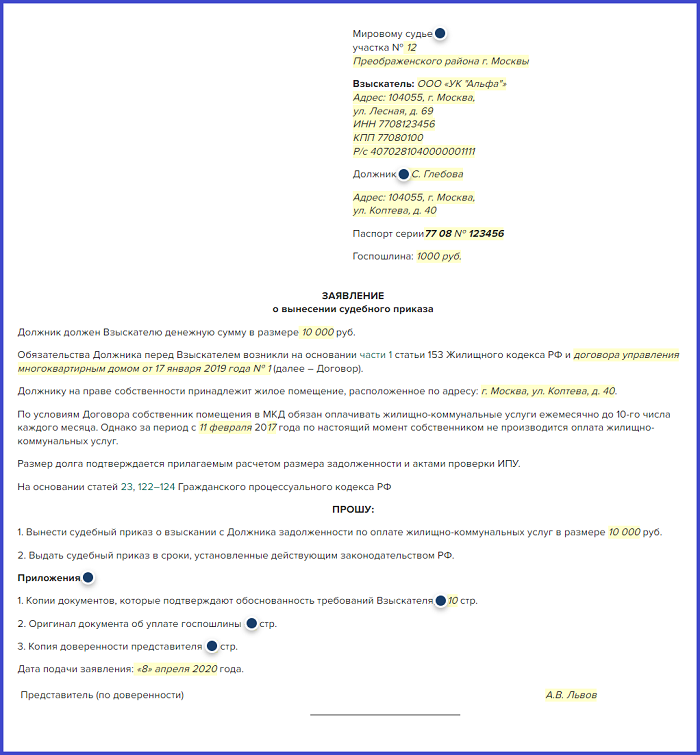 Мировому судье
участка № 12
Преображенского района г. Москвы
Взыскатель: ООО «УК "Альфа"»
Адрес: 104055, г. Москва,
ул. Лесная, д. 69
ИНН 7708123456
КПП 77080100
Р/с 4070281040000001111
Должник С. Глебова
Адрес: 104055, г. Москва,
ул. Коптева, д. 40
Паспорт серии 77 08 № 123456
Госпошлина: 1000 руб.
ЗАЯВЛЕНИЕ
о вынесении судебного приказа
Должник должен Взыскателю денежную сумму в размере 10 000 руб.
Обязательства Должника перед Взыскателем возникли на основании части 1 статьи 153 Жилищного кодекса РФ и договора управления
многоквартирным домом от 17 января 2019 года № 1 (далее – Договор).
Должнику на праве собственности принадлежит жилое помещение, расположенное по адресу: г. Москва, ул. Коптева, д. 40.
По условиям Договора собственник помещения в МКД обязан оплачивать жилищно-коммунальные услуги ежемесячно до 10-го числа
каждого месяца. Однако за период с 11 февраля 2017 года по настоящий момент собственником не производится оплата жилищно-
коммунальных услуг.
Размер долга подтверждается прилагаемым расчетом размера задолженности и актами проверки ИПУ.
На основании статей 23, 122–124 Гражданского процессуального кодекса РФ
ПРОШУ:
1. Вынести судебный приказ о взыскании с Должника задолженности по оплате жилищно-коммунальных услуг в размере 10 000 руб.
2. Выдать судебный приказ в сроки, установленные действующим законодательством РФ.
Приложения
1. Копии документов, которые подтверждают обоснованность требований Взыскателя 10 стр.
2. Оригинал документа об уплате госпошлины стр.
3. Копия доверенности представителя стр.
Дата подачи заявления: «8» апреля 2020 года.
Представитель (по доверенности) А.В. Львов